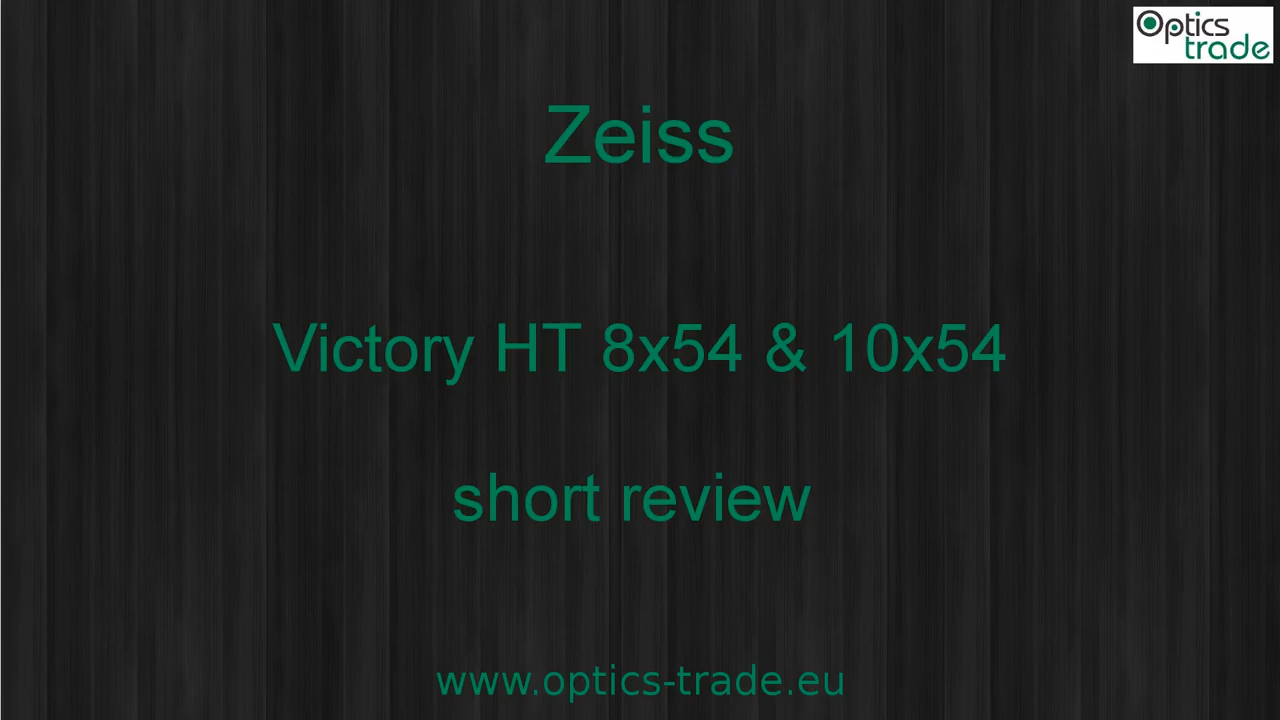 Optics
trade
Zeiss
Victory HT 8x54 & 10x54
short review
www.optics-trade.eu